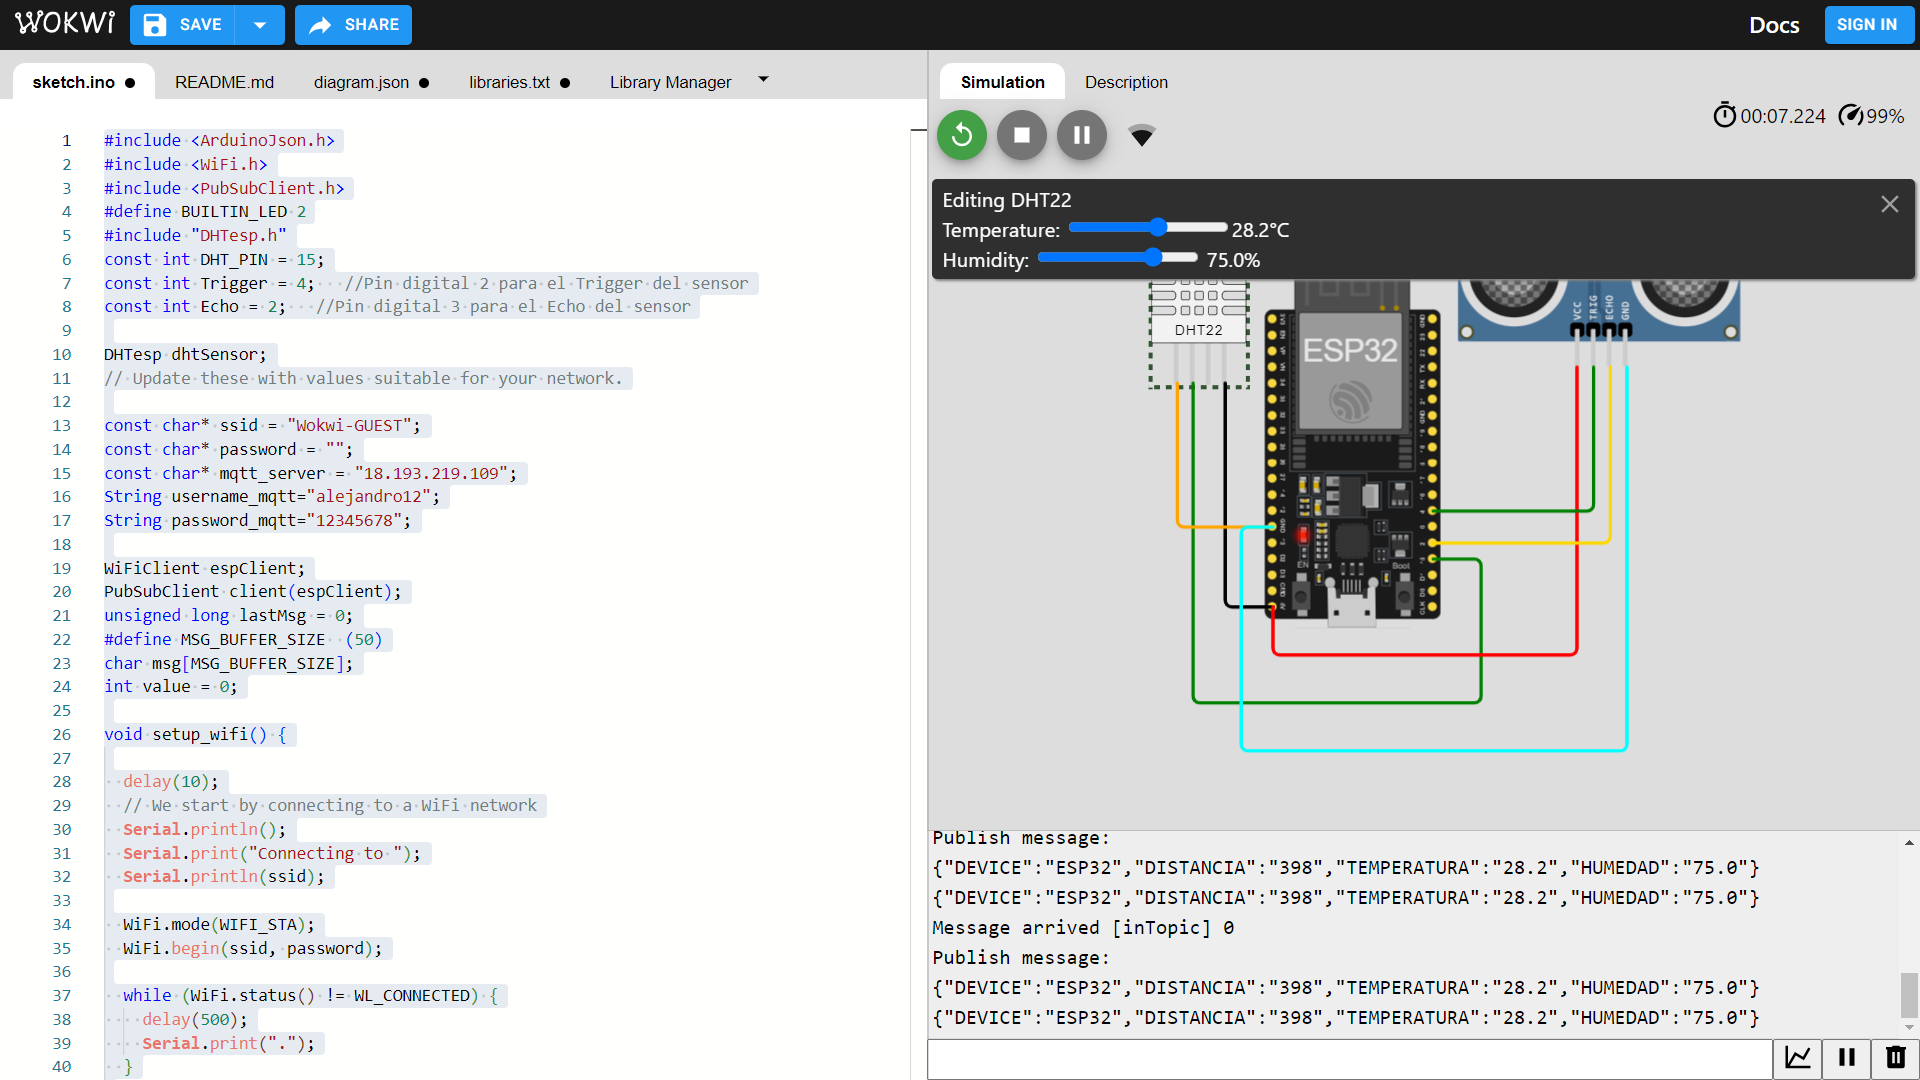 WOKWi SAVE SHARE Docs SIGN IN
sketch.ino README.md diagram.json libraries.txt Library Manager
Simulation Description
00:07.224 99%
1 #include <ArduinoJson.h>
2 #include <WiFi.h>
3 #include <PubSubClient.h>
4 #define BUILTIN_LED 2
5 #include "DHTesp.h"
6 const int DHT_PIN = 15;
7 const int Trigger = 4;   //Pin digital 2 para el Trigger del sensor
8 const int Echo = 2;   //Pin digital 3 para el Echo del sensor
9
10 DHTesp dhtSensor;
11 // Update these with values suitable for your network.
12
13 const char* ssid = "Wokwi-GUEST";
14 const char* password = "";
15 const char* mqtt_server = "18.193.219.109";
16 String username_mqtt="alejandro12";
17 String password_mqtt="12345678";
18
19 WiFiClient espClient;
20 PubSubClient client(espClient);
21 unsigned long lastMsg = 0;
22 #define MSG_BUFFER_SIZE  (50)
23 char msg[MSG_BUFFER_SIZE];
24 int value = 0;
25
26 void setup_wifi() {
27
28   delay(10);
29   // We start by connecting to a WiFi network
30   Serial.println();
31   Serial.print("Connecting to ");
32   Serial.println(ssid);
33
34   WiFi.mode(WIFI_STA);
35   WiFi.begin(ssid, password);
36
37   while (WiFi.status() != WL_CONNECTED) {
38     delay(500);
39     Serial.print(".");
40   }
Editing DHT22
Temperature: 28.2°C
Humidity: 75.0%
DHT22
ESP32
EN
Boot
VCC
TRIG
ECHO
GND
Publish message:
{"DEVICE":"ESP32","DISTANCIA":"398","TEMPERATURA":"28.2","HUMEDAD":"75.0"}
{"DEVICE":"ESP32","DISTANCIA":"398","TEMPERATURA":"28.2","HUMEDAD":"75.0"}
Message arrived [inTopic] 0
Publish message:
{"DEVICE":"ESP32","DISTANCIA":"398","TEMPERATURA":"28.2","HUMEDAD":"75.0"}
{"DEVICE":"ESP32","DISTANCIA":"398","TEMPERATURA":"28.2","HUMEDAD":"75.0"}